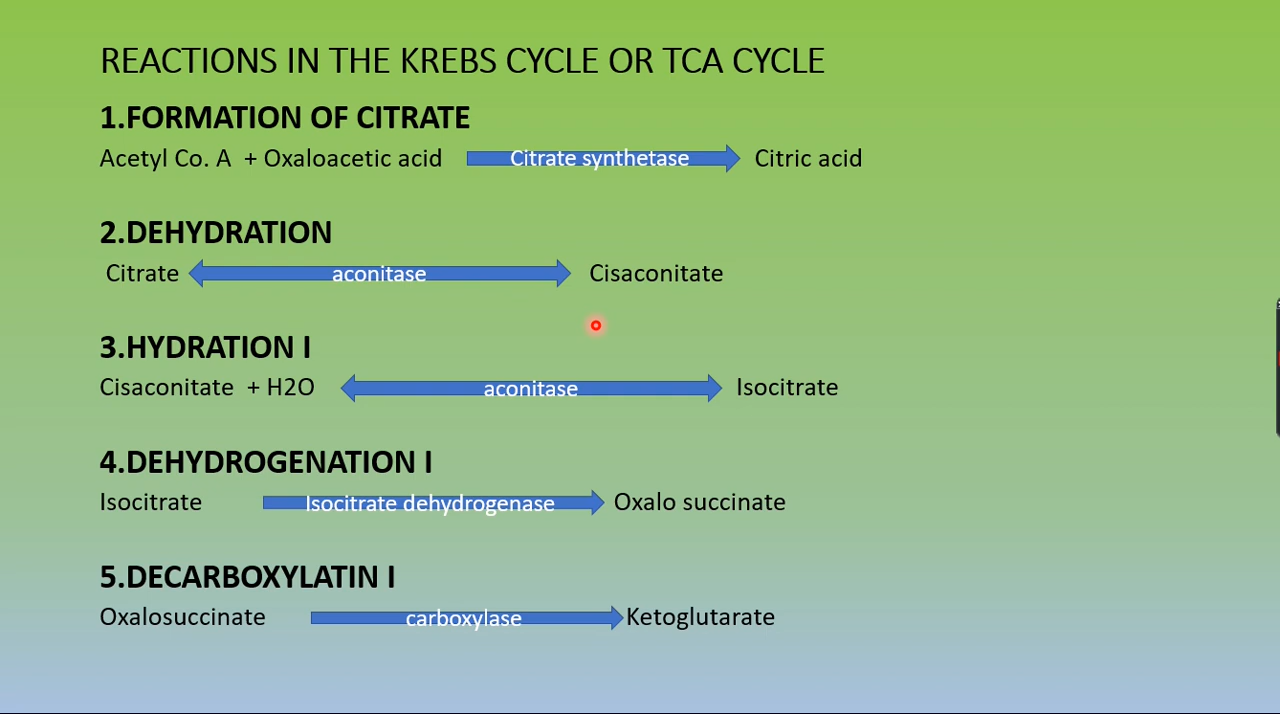 REACTIONS IN THE KREBS CYCLE OR TCA CYCLE
1.FORMATION OF CITRATE
Acetyl Co. A + Oxaloacetic acid Citrate synthetase Citric acid
2.DEHYDRATION
Citrate aconitase Cisaconitate
3.HYDRATION I
Cisaconitate + H2O aconitase Isocitrate
4.DEHYDROGENATION I
Isocitrate Isocitrate dehydrogenase Oxalo succinate
5.DECARBOXYLATIN I
Oxalosuccinate carboxylase Ketoglutarate